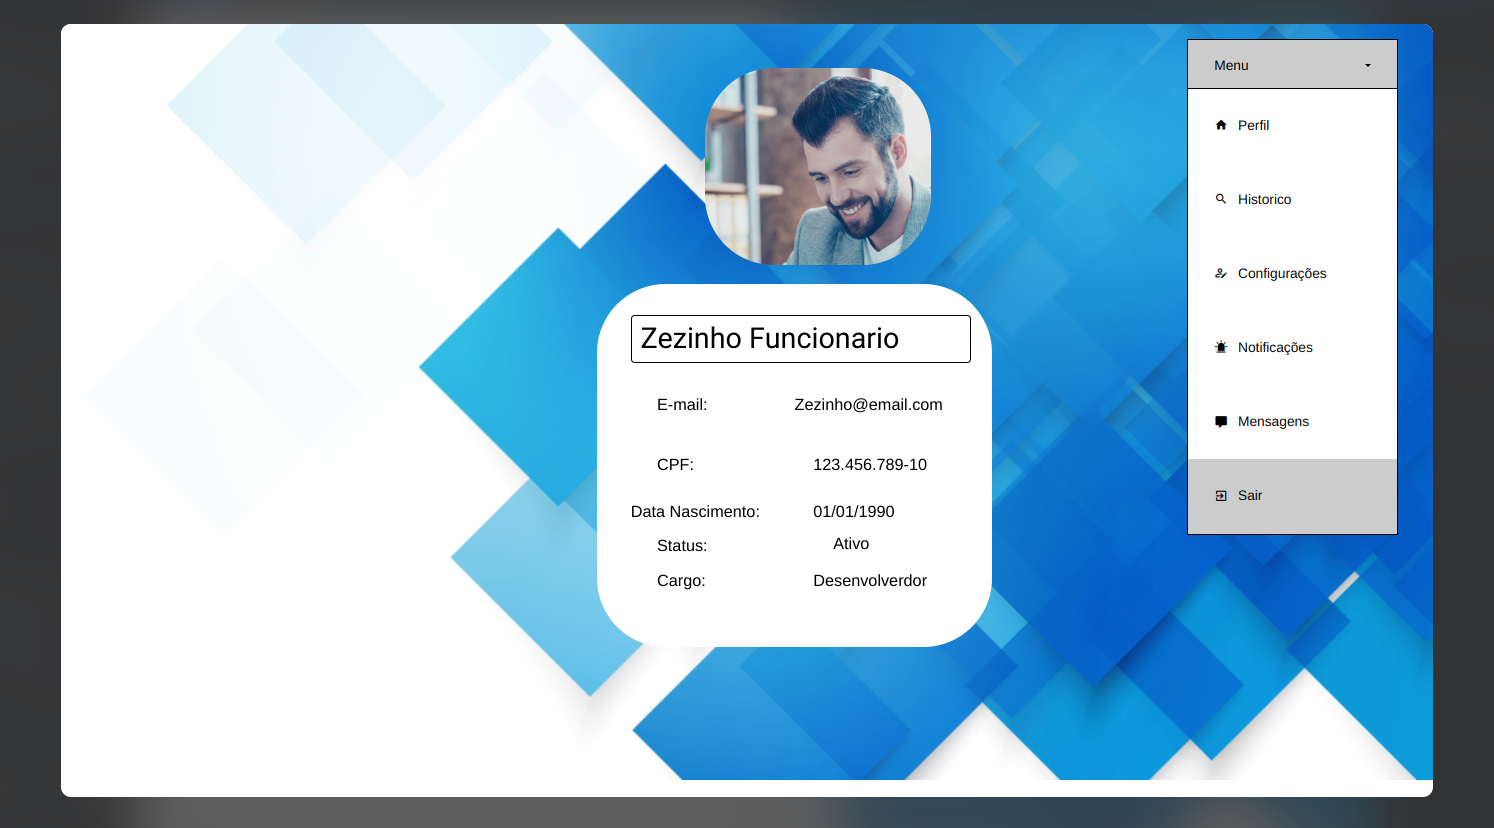 Menu
Perfil
Historico
Configurações
Notificações
Mensagens
Sair
Zezinho Funcionario
E-mail: Zezinho@email.com
CPF: 123.456.789-10
Data Nascimento: 01/01/1990
Status: Ativo
Cargo: Desenvolverdor